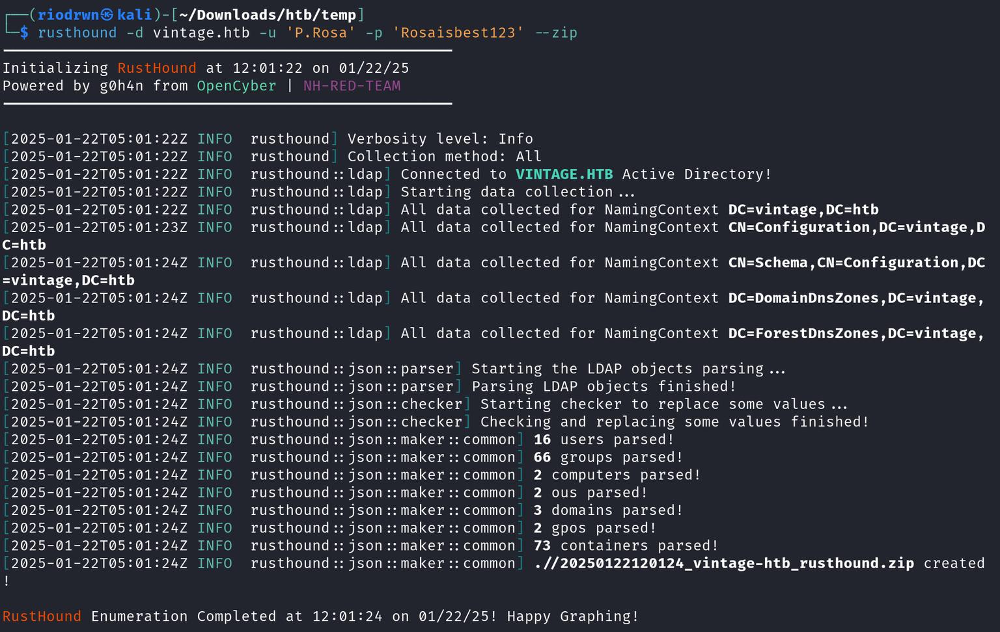 ┌──(riodrwn㉿kali)-[~/Downloads/htb/temp]
└─$ rusthound -d vintage.htb -u 'P.Rosa' -p 'Rosaisbest123' --zip
Initializing RustHound at 12:01:22 on 01/22/25
Powered by g0h4n from OpenCyber | NH-RED-TEAM
[2025-01-22T05:01:22Z INFO  rusthound] Verbosity level: Info
[2025-01-22T05:01:22Z INFO  rusthound] Collection method: All
[2025-01-22T05:01:22Z INFO  rusthound::ldap] Connected to VINTAGE.HTB Active Directory!
[2025-01-22T05:01:22Z INFO  rusthound::ldap] Starting data collection...
[2025-01-22T05:01:22Z INFO  rusthound::ldap] All data collected for NamingContext DC=vintage,DC=htb
[2025-01-22T05:01:23Z INFO  rusthound::ldap] All data collected for NamingContext CN=Configuration,DC=vintage,D
C=htb
[2025-01-22T05:01:24Z INFO  rusthound::ldap] All data collected for NamingContext CN=Schema,CN=Configuration,DC
=vintage,DC=htb
[2025-01-22T05:01:24Z INFO  rusthound::ldap] All data collected for NamingContext DC=DomainDnsZones,DC=vintage,
DC=htb
[2025-01-22T05:01:24Z INFO  rusthound::ldap] All data collected for NamingContext DC=ForestDnsZones,DC=vintage,
DC=htb
[2025-01-22T05:01:24Z INFO  rusthound::json::parser] Starting the LDAP objects parsing...
[2025-01-22T05:01:24Z INFO  rusthound::json::parser] Parsing LDAP objects finished!
[2025-01-22T05:01:24Z INFO  rusthound::json::checker] Starting checker to replace some values...
[2025-01-22T05:01:24Z INFO  rusthound::json::checker] Checking and replacing some values finished!
[2025-01-22T05:01:24Z INFO  rusthound::json::maker::common] 16 users parsed!
[2025-01-22T05:01:24Z INFO  rusthound::json::maker::common] 66 groups parsed!
[2025-01-22T05:01:24Z INFO  rusthound::json::maker::common] 2 computers parsed!
[2025-01-22T05:01:24Z INFO  rusthound::json::maker::common] 2 ous parsed!
[2025-01-22T05:01:24Z INFO  rusthound::json::maker::common] 3 domains parsed!
[2025-01-22T05:01:24Z INFO  rusthound::json::maker::common] 2 gpos parsed!
[2025-01-22T05:01:24Z INFO  rusthound::json::maker::common] 73 containers parsed!
[2025-01-22T05:01:24Z INFO  rusthound::json::maker::common] .//20250122120124_vintage-htb_rusthound.zip created
!
RustHound Enumeration Completed at 12:01:24 on 01/22/25! Happy Graphing!